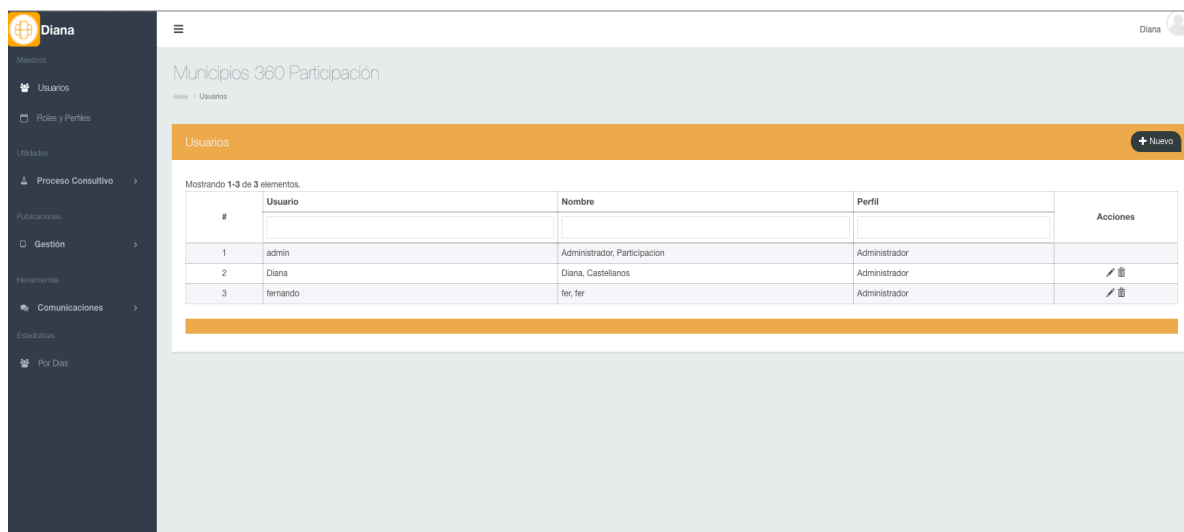 Diana
Diana
Maestros
Usuarios
Roles y Perfiles
Utilidades
Proceso Consultivo
Publicaciones
Gestión
Herramientas
Comunicaciones
Estadísticas
Por Dias
Municipios 360 Participación
Inicio / Usuarios
Usuarios
Nuevo
Mostrando 1-3 de 3 elementos.
# Usuario Nombre Perfil Acciones
1 admin Administrador, Participacion Administrador
2 Diana Diana, Castellanos Administrador
3 fernando fer, fer Administrador